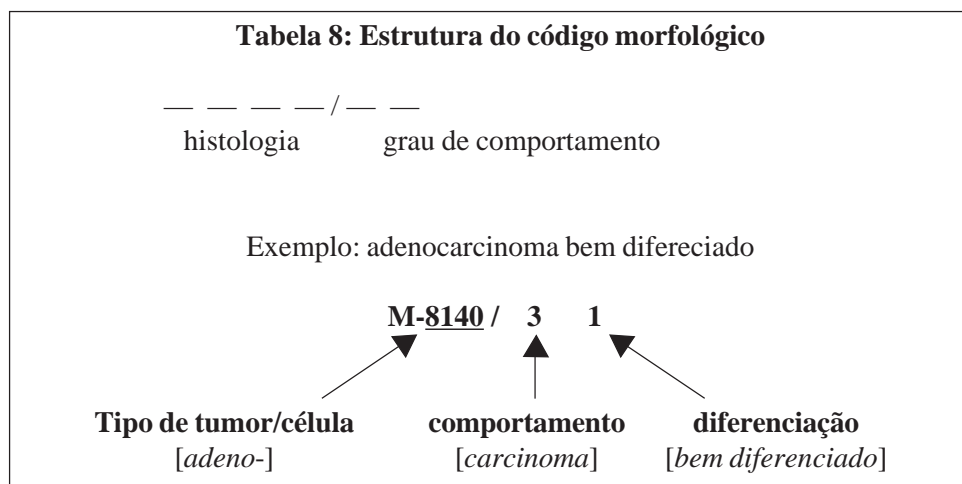 Tabela 8: Estrutura do código morfológico
— — — — / — —
histologia grau de comportamento
Exemplo: adenocarcinoma bem difereciado
M-8140 / 3 1
Tipo de tumor/célula comportamento diferenciação
[adeno-] [carcinoma] [bem diferenciado]